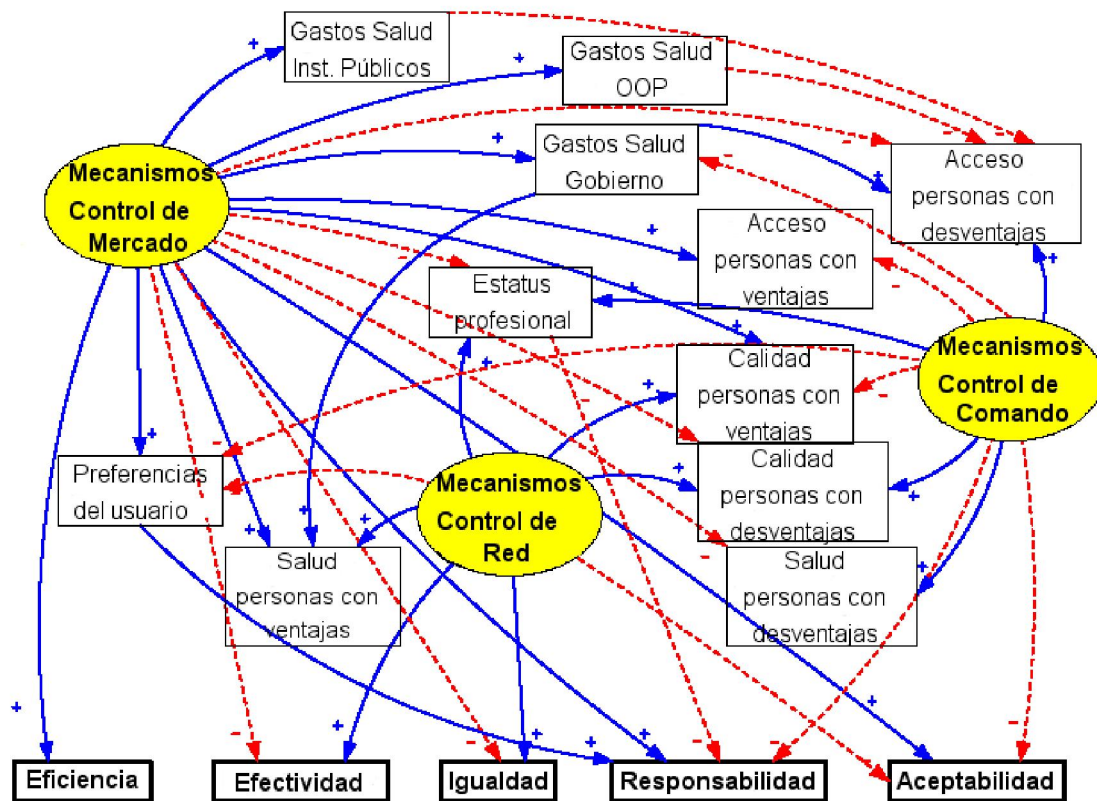 Gastos Salud
Inst. Públicos
Gastos Salud
OOP
Gastos Salud
Gobierno
Acceso
personas con
desventajas
Mecanismos
Control de
Mercado
Acceso
personas con
ventajas
Estatus
profesional
Mecanismos
Control de
Comando
Calidad
personas con
ventajas
Calidad
personas con
desventajas
Preferencias
del usuario
Mecanismos
Control de
Red
Salud
personas con
ventajas
Salud
personas con
desventajas
Eficiencia
Efectividad
Igualdad
Responsabilidad
Aceptabilidad